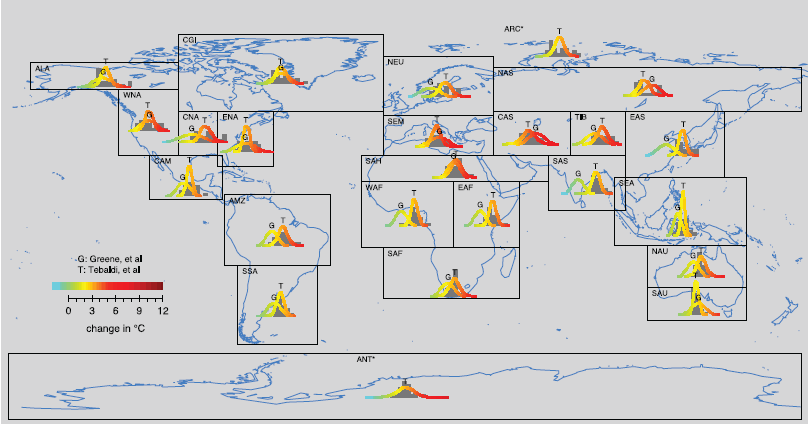 ARC*
T
CGI
T
G
ALA
T
G
NEU
T
G
NAS
T
G
WNA
T
G
CNA
T
G
ENA
T
G
SEM
T
G
CAS
T
G
TIB
T
G
EAS
T
G
CAM
T
G
SAH
T
G
SAS
T
G
SEA
T
G
WAF
T
G
EAF
T
G
AMZ
G
T
SAF
G
T
NAU
G
T
SAU
T
G
SSA
T
G
G: Greene, et al
T: Tebaldi, et al
0 3 6 9 12
change in °C
ANT*
T